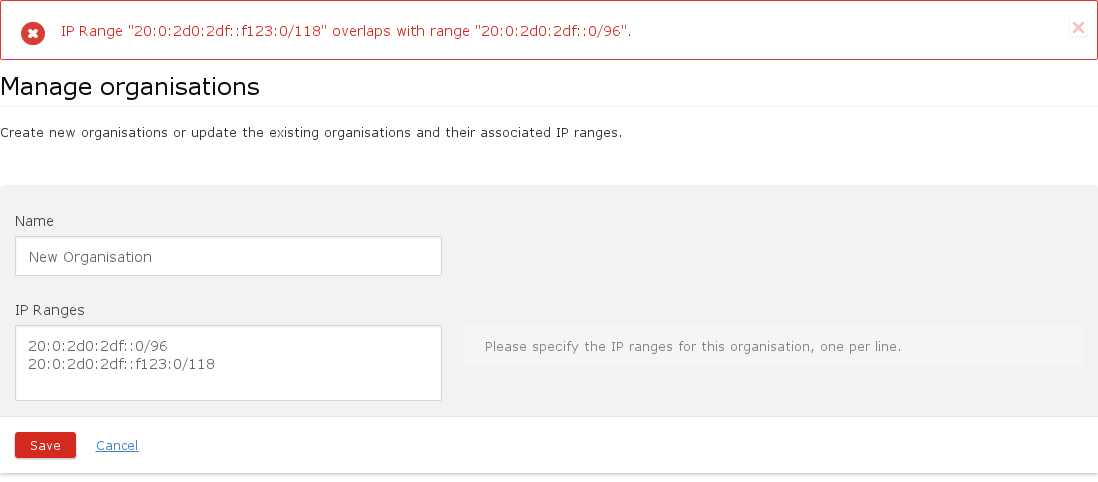 IP Range "20:0:2d0:2df::f123:0/118" overlaps with range "20:0:2d0:2df::0/96".
Manage organisations
Create new organisations or update the existing organisations and their associated IP ranges.
Name
New Organisation
IP Ranges
20:0:2d0:2df::0/96
20:0:2d0:2df::f123:0/118
Please specify the IP ranges for this organisation, one per line.
Save Cancel